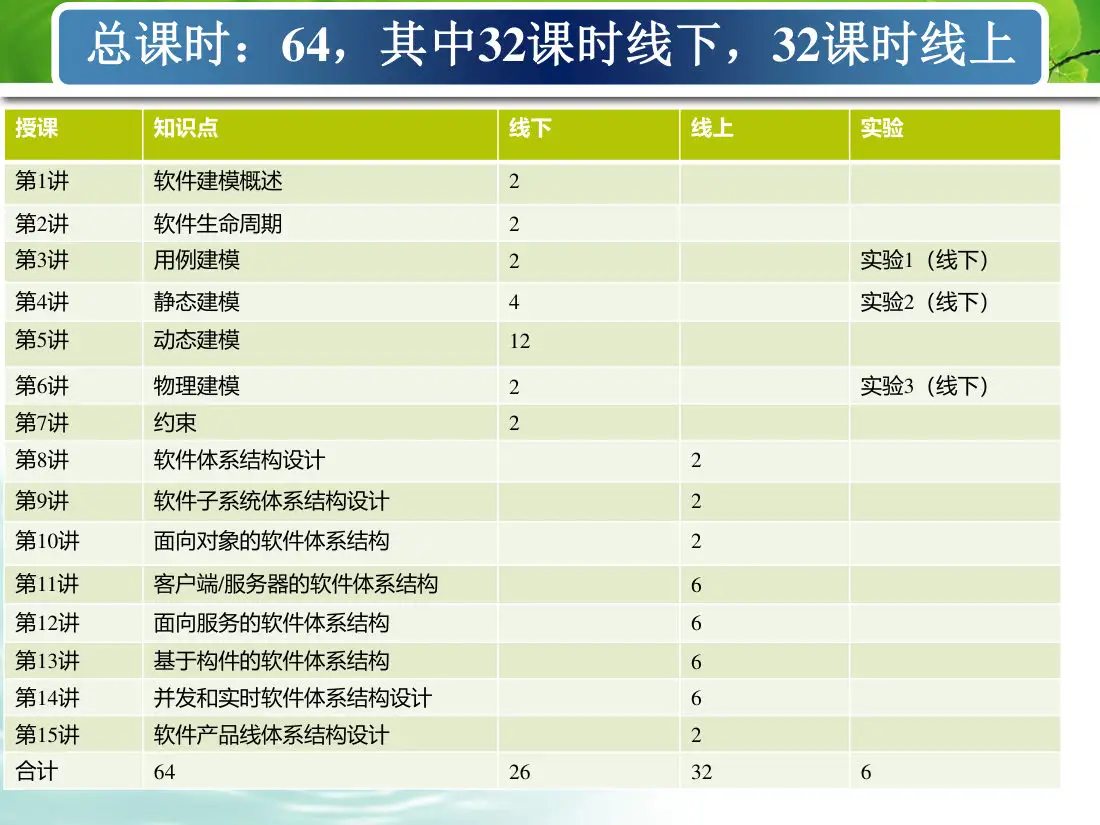 总课时：64，其中32课时线下，32课时线上
授课 知识点 线下 线上 实验
第1讲 软件建模概述 2
第2讲 软件生命周期 2
第3讲 用例建模 2 实验1（线下）
第4讲 静态建模 4 实验2（线下）
第5讲 动态建模 12
第6讲 物理建模 2 实验3（线下）
第7讲 约束 2
第8讲 软件体系结构设计 2
第9讲 软件子系统体系结构设计 2
第10讲 面向对象的软件体系结构 2
第11讲 客户端/服务器的软件体系结构 6
第12讲 面向服务的软件体系结构 6
第13讲 基于构件的软件体系结构 6
第14讲 并发和实时软件体系结构设计 6
第15讲 软件产品线体系结构设计 2
合计 64 26 32 6